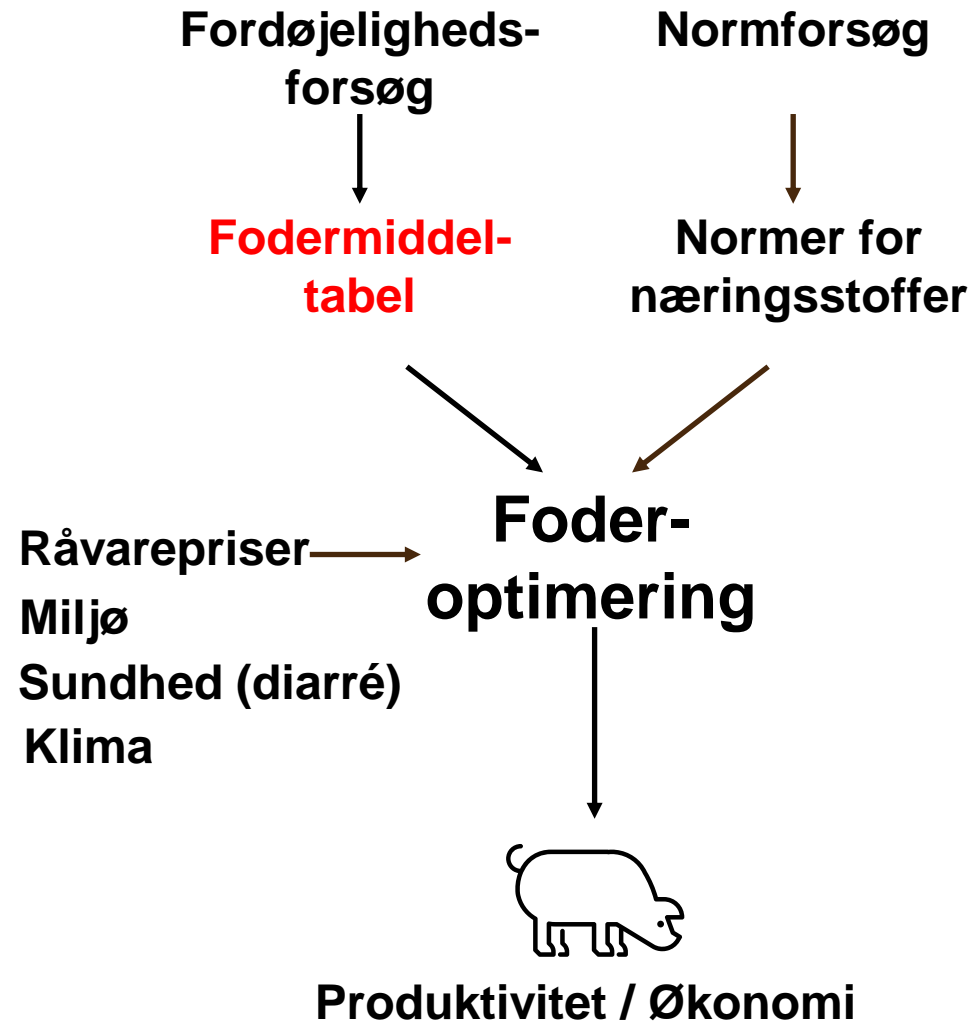 Fordøjeligheds-
forsøg
Normforsøg
Fodermiddel-
tabel
Normer for
næringsstoffer
Råvarepriser
Miljø
Sundhed (diarré)
Klima
Foder-
optimering
Produktivitet / Økonomi